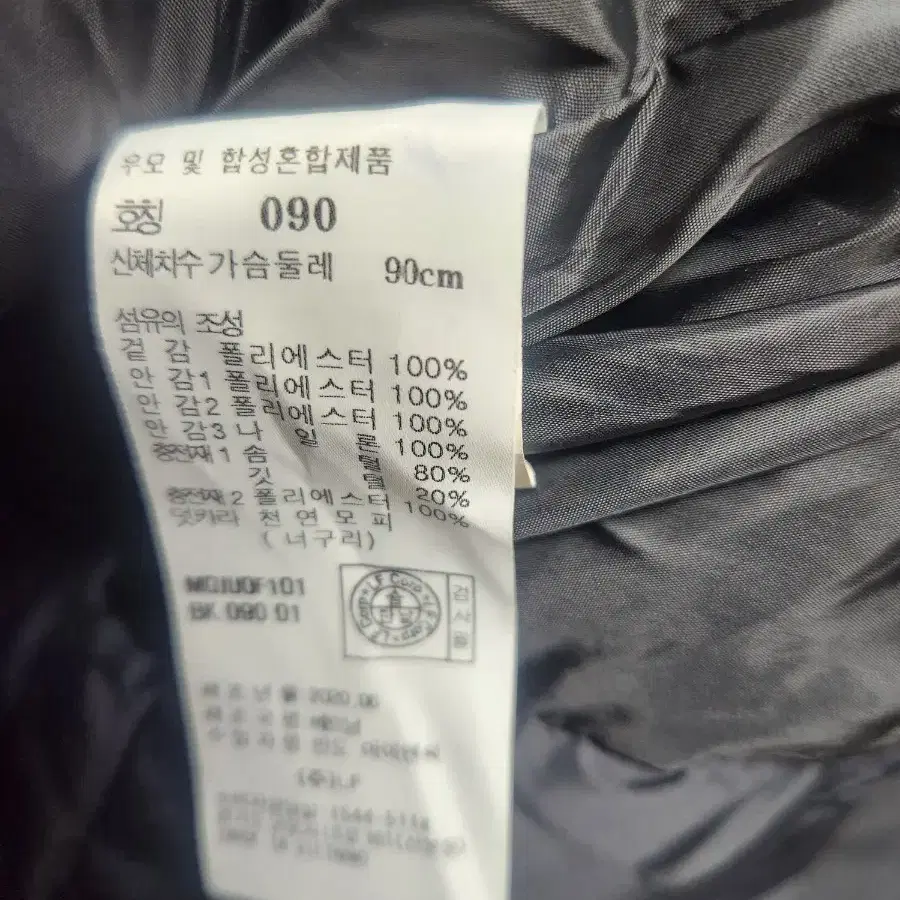 우모 및 합성혼합제품
호칭 090
신체치수 가슴둘레 90cm
섬유의 조성
겉 감 폴리에스터 100%
안 감1 폴리에스터 100%
안 감2 폴리에스터 100%
안 감3 나 일 론 100%
충전재 1 솜 털 80%
깃 털 20%
충전재 2 폴리에스터 100%
덧카라 천 연 모 피
( 너구리 )
BK 090 01
LF Corp
검 사 필
제 조 년 월 2020.06
(주)LF